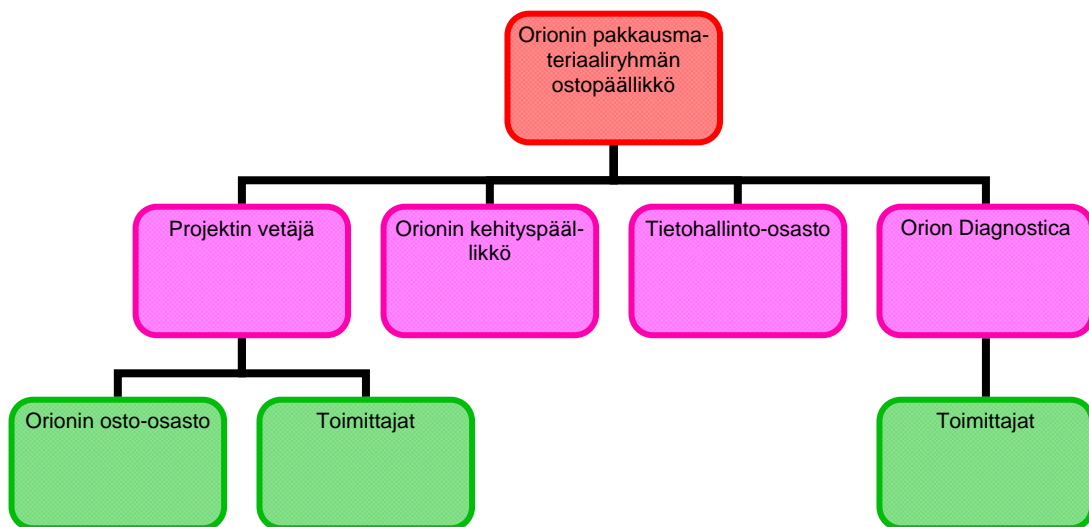 Orionin pakkausma-
teriaaliryhmän
ostopäällikkö
Projektin vetäjä
Orionin kehityspääl-
likkö
Tietohallinto-osasto
Orion Diagnostica
Orionin osto-osasto
Toimittajat
Toimittajat